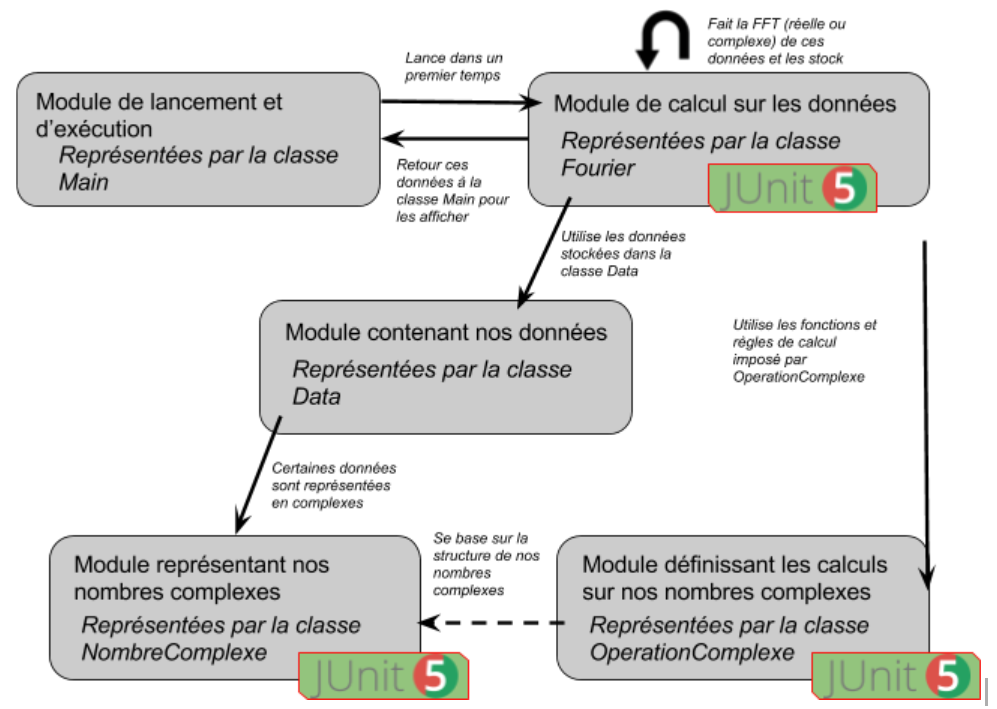 Fait la FFT (réelle ou
complexe) de ces
données et les stock
Lance dans un
premier temps
Module de lancement et
d'exécution
Représentées par la classe
Main
Module de calcul sur les données
Représentées par la classe
Fourier
JUnit 5
Retour ces
données á la
classe Main pour
les afficher
Utilise les données
stockées dans la
classe Data
Module contenant nos données
Représentées par la classe
Data
Utilise les fonctions et
règles de calcul
imposé par
OperationComplexe
Certaines données
sont représentées
en complexes
Se base sur la
structure de nos
nombres
complexes
Module représentant nos
nombres complexes
Représentées par la classe
NombreComplexe
JUnit 5
Module définissant les calculs
sur nos nombres complexes
Représentées par la classe
OperationComplexe
JUnit 5